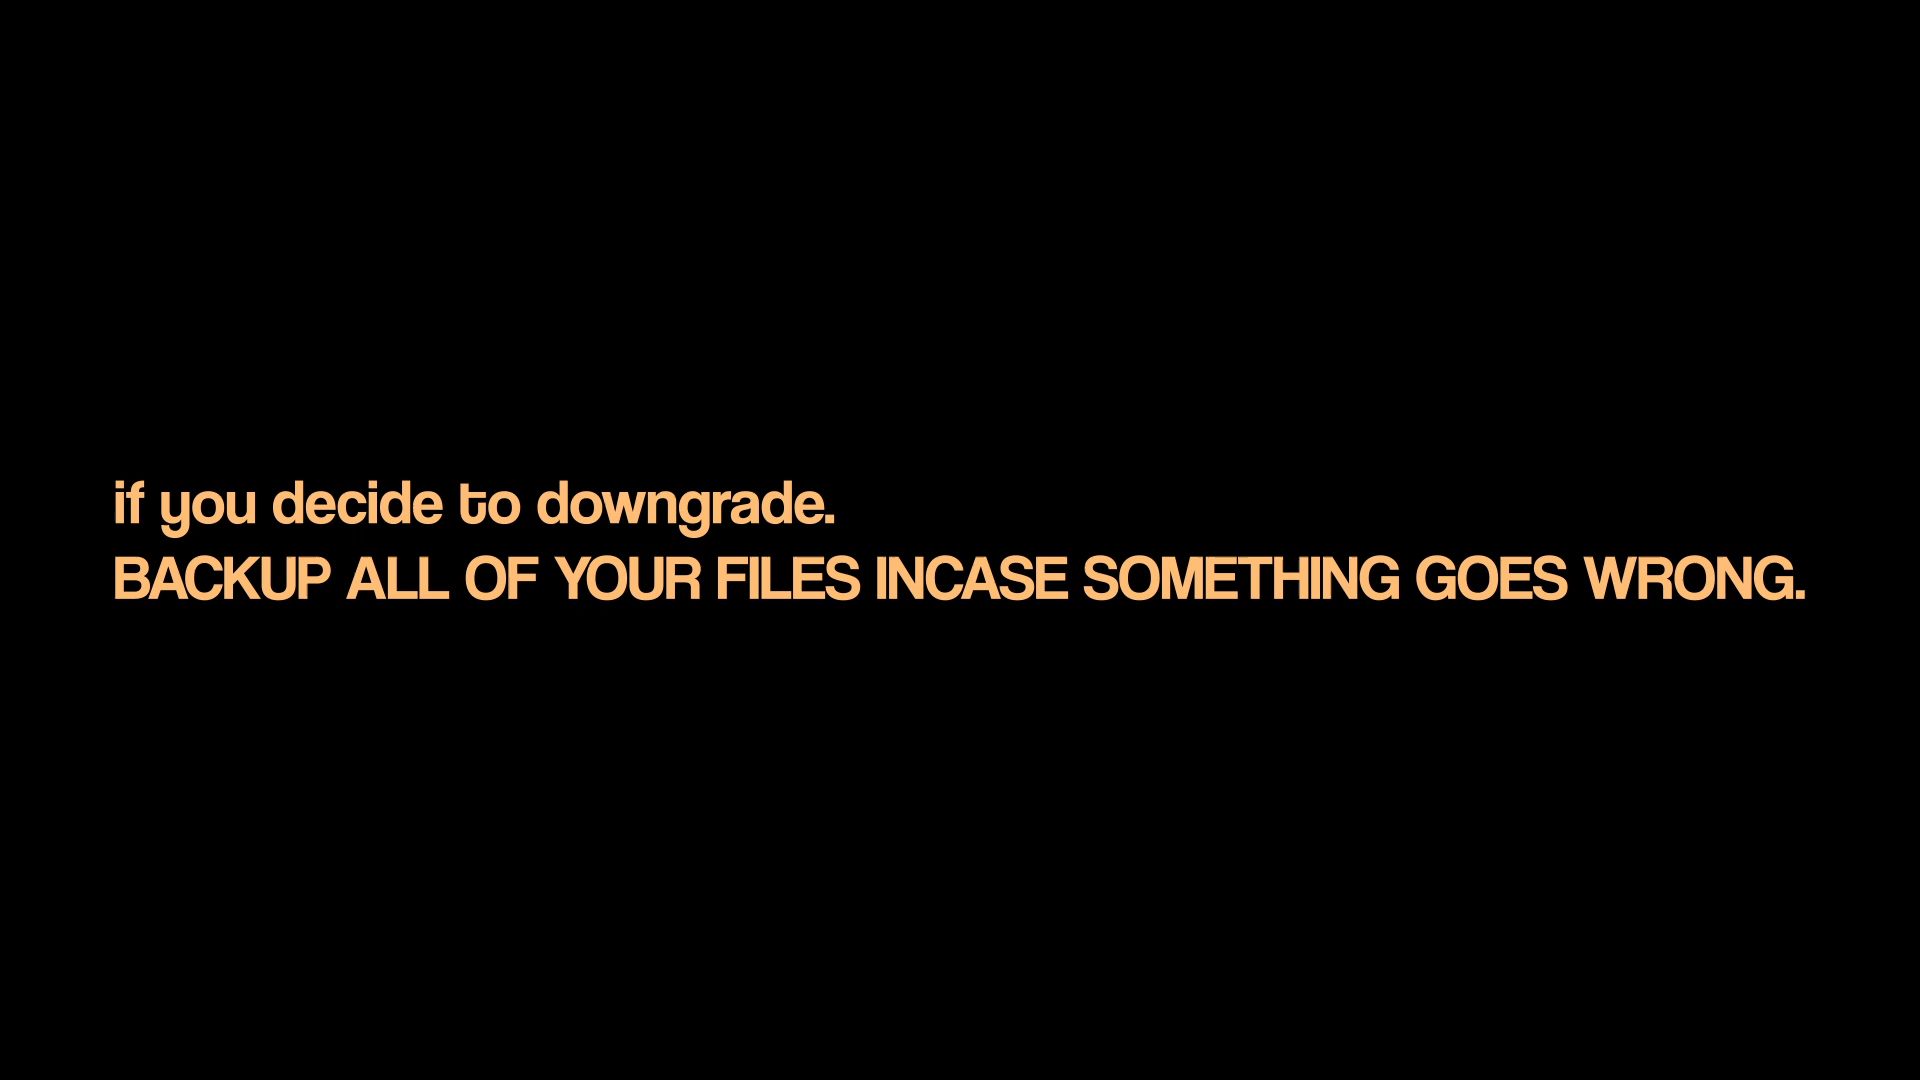 if you decide to downgrade.
BACKUP ALL OF YOUR FILES INCASE SOMETHING GOES WRONG.